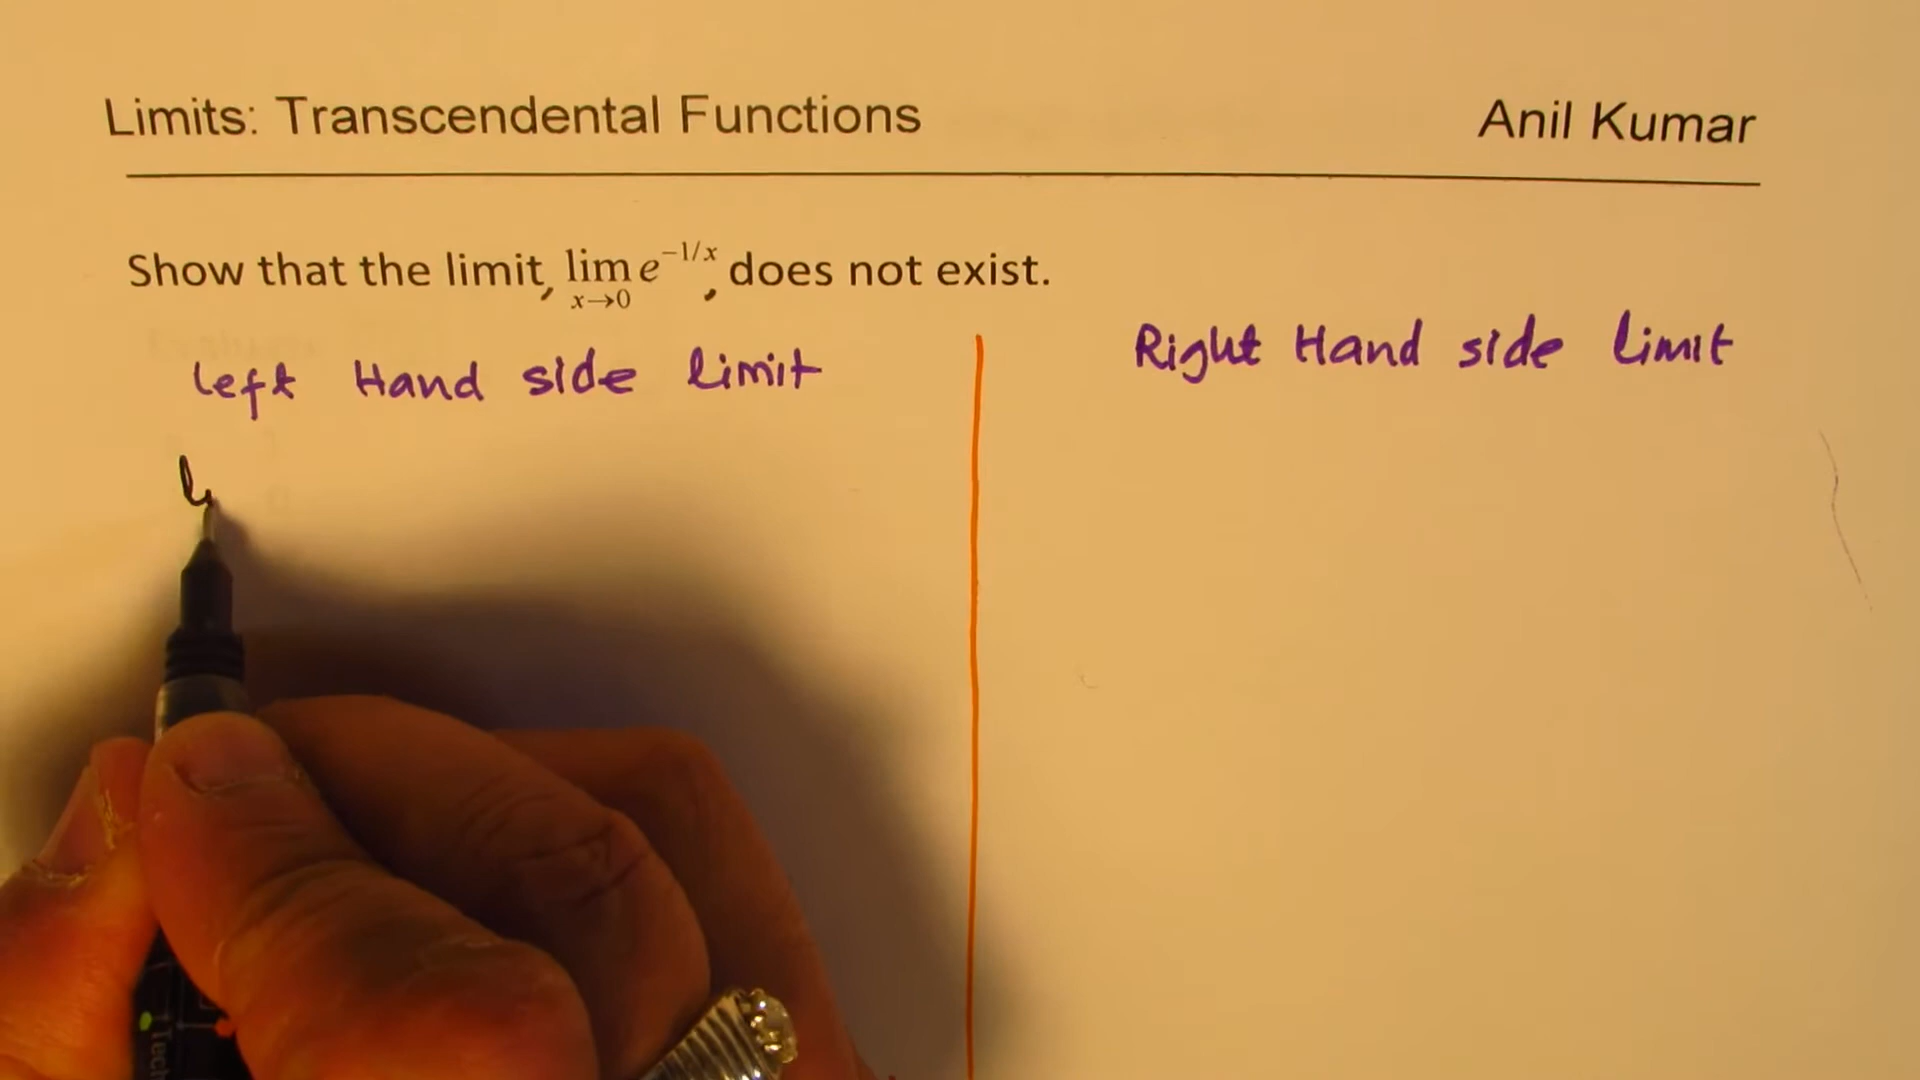 Limits: Transcendental Functions Anil Kumar
Show that the limit, lim e^{-1/x}, does not exist.
x→0
Left Hand side limit
Right Hand side limit
Tech